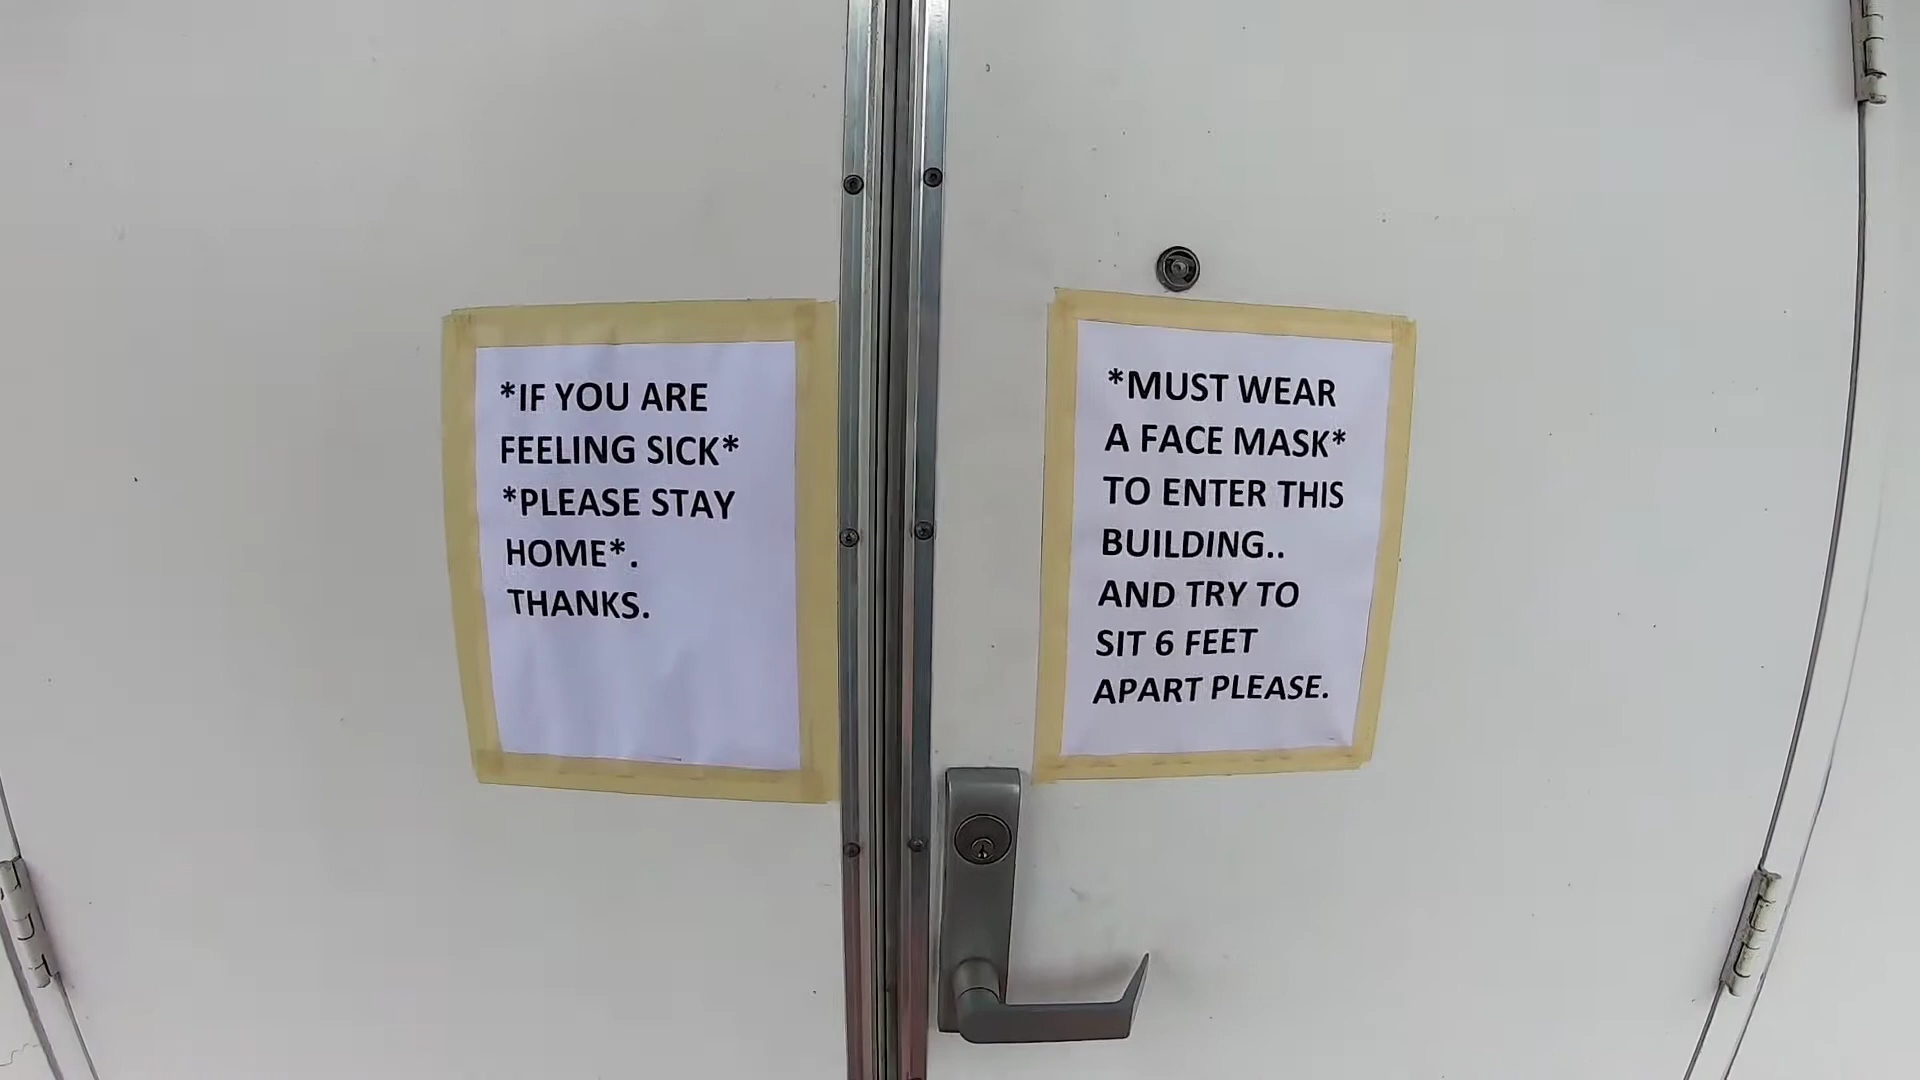 *IF YOU ARE
FEELING SICK*
*PLEASE STAY
HOME*.
THANKS.
*MUST WEAR
A FACE MASK*
TO ENTER THIS
BUILDING..
AND TRY TO
SIT 6 FEET
APART PLEASE.